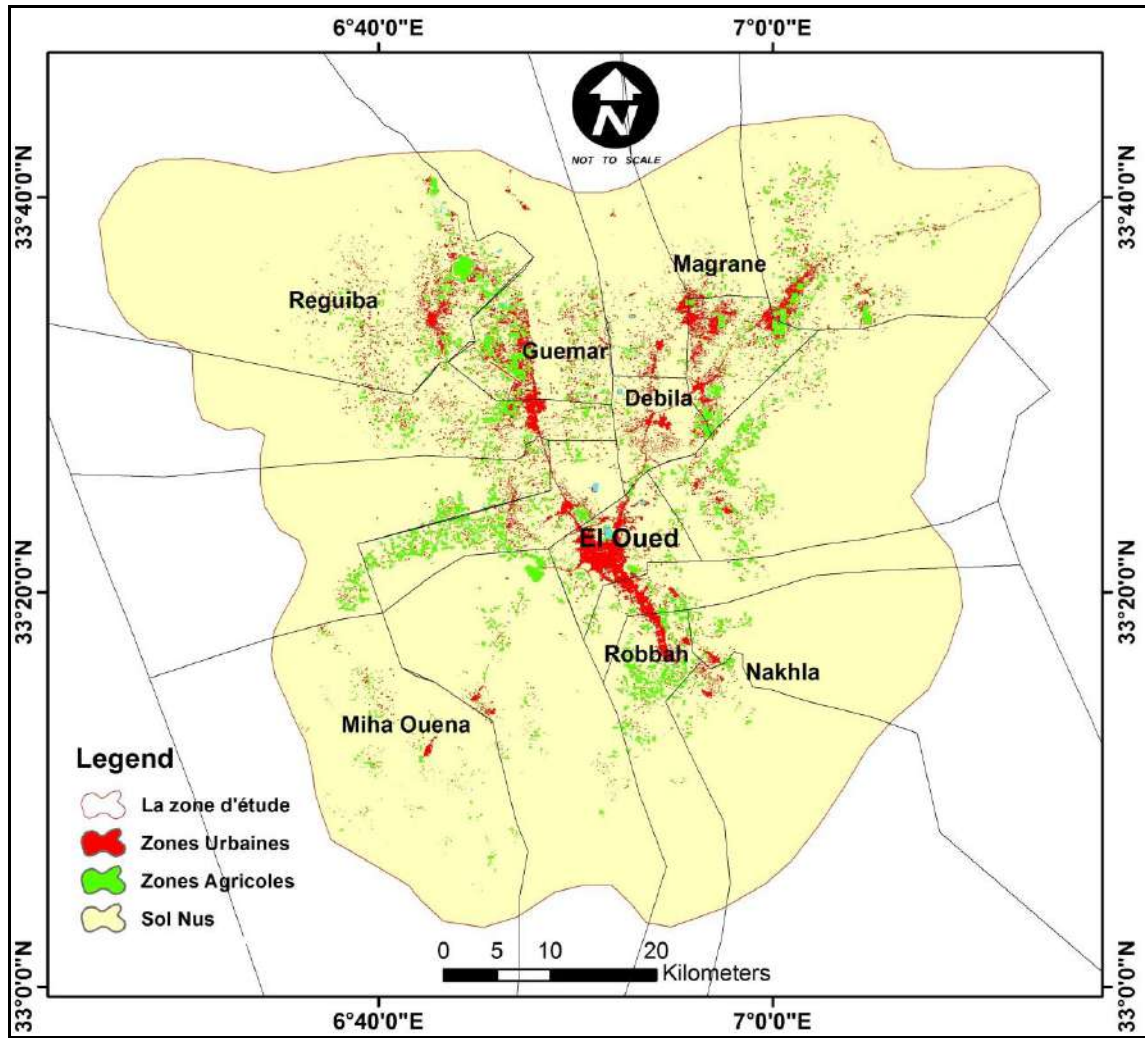 6°40'0"E 7°0'0"E
N
NOT TO SCALE
33°40'0"N 33°40'0"N
Magrane
Reguiba
Guemar
Debila
El Oued
33°20'0"N 33°20'0"N
Robbah
Nakhla
Miha Ouena
Legend
La zone d'étude
Zones Urbaines
Zones Agricoles
Sol Nus
0 5 10 20
Kilometers
33°0'0"N 33°0'0"N
6°40'0"E 7°0'0"E